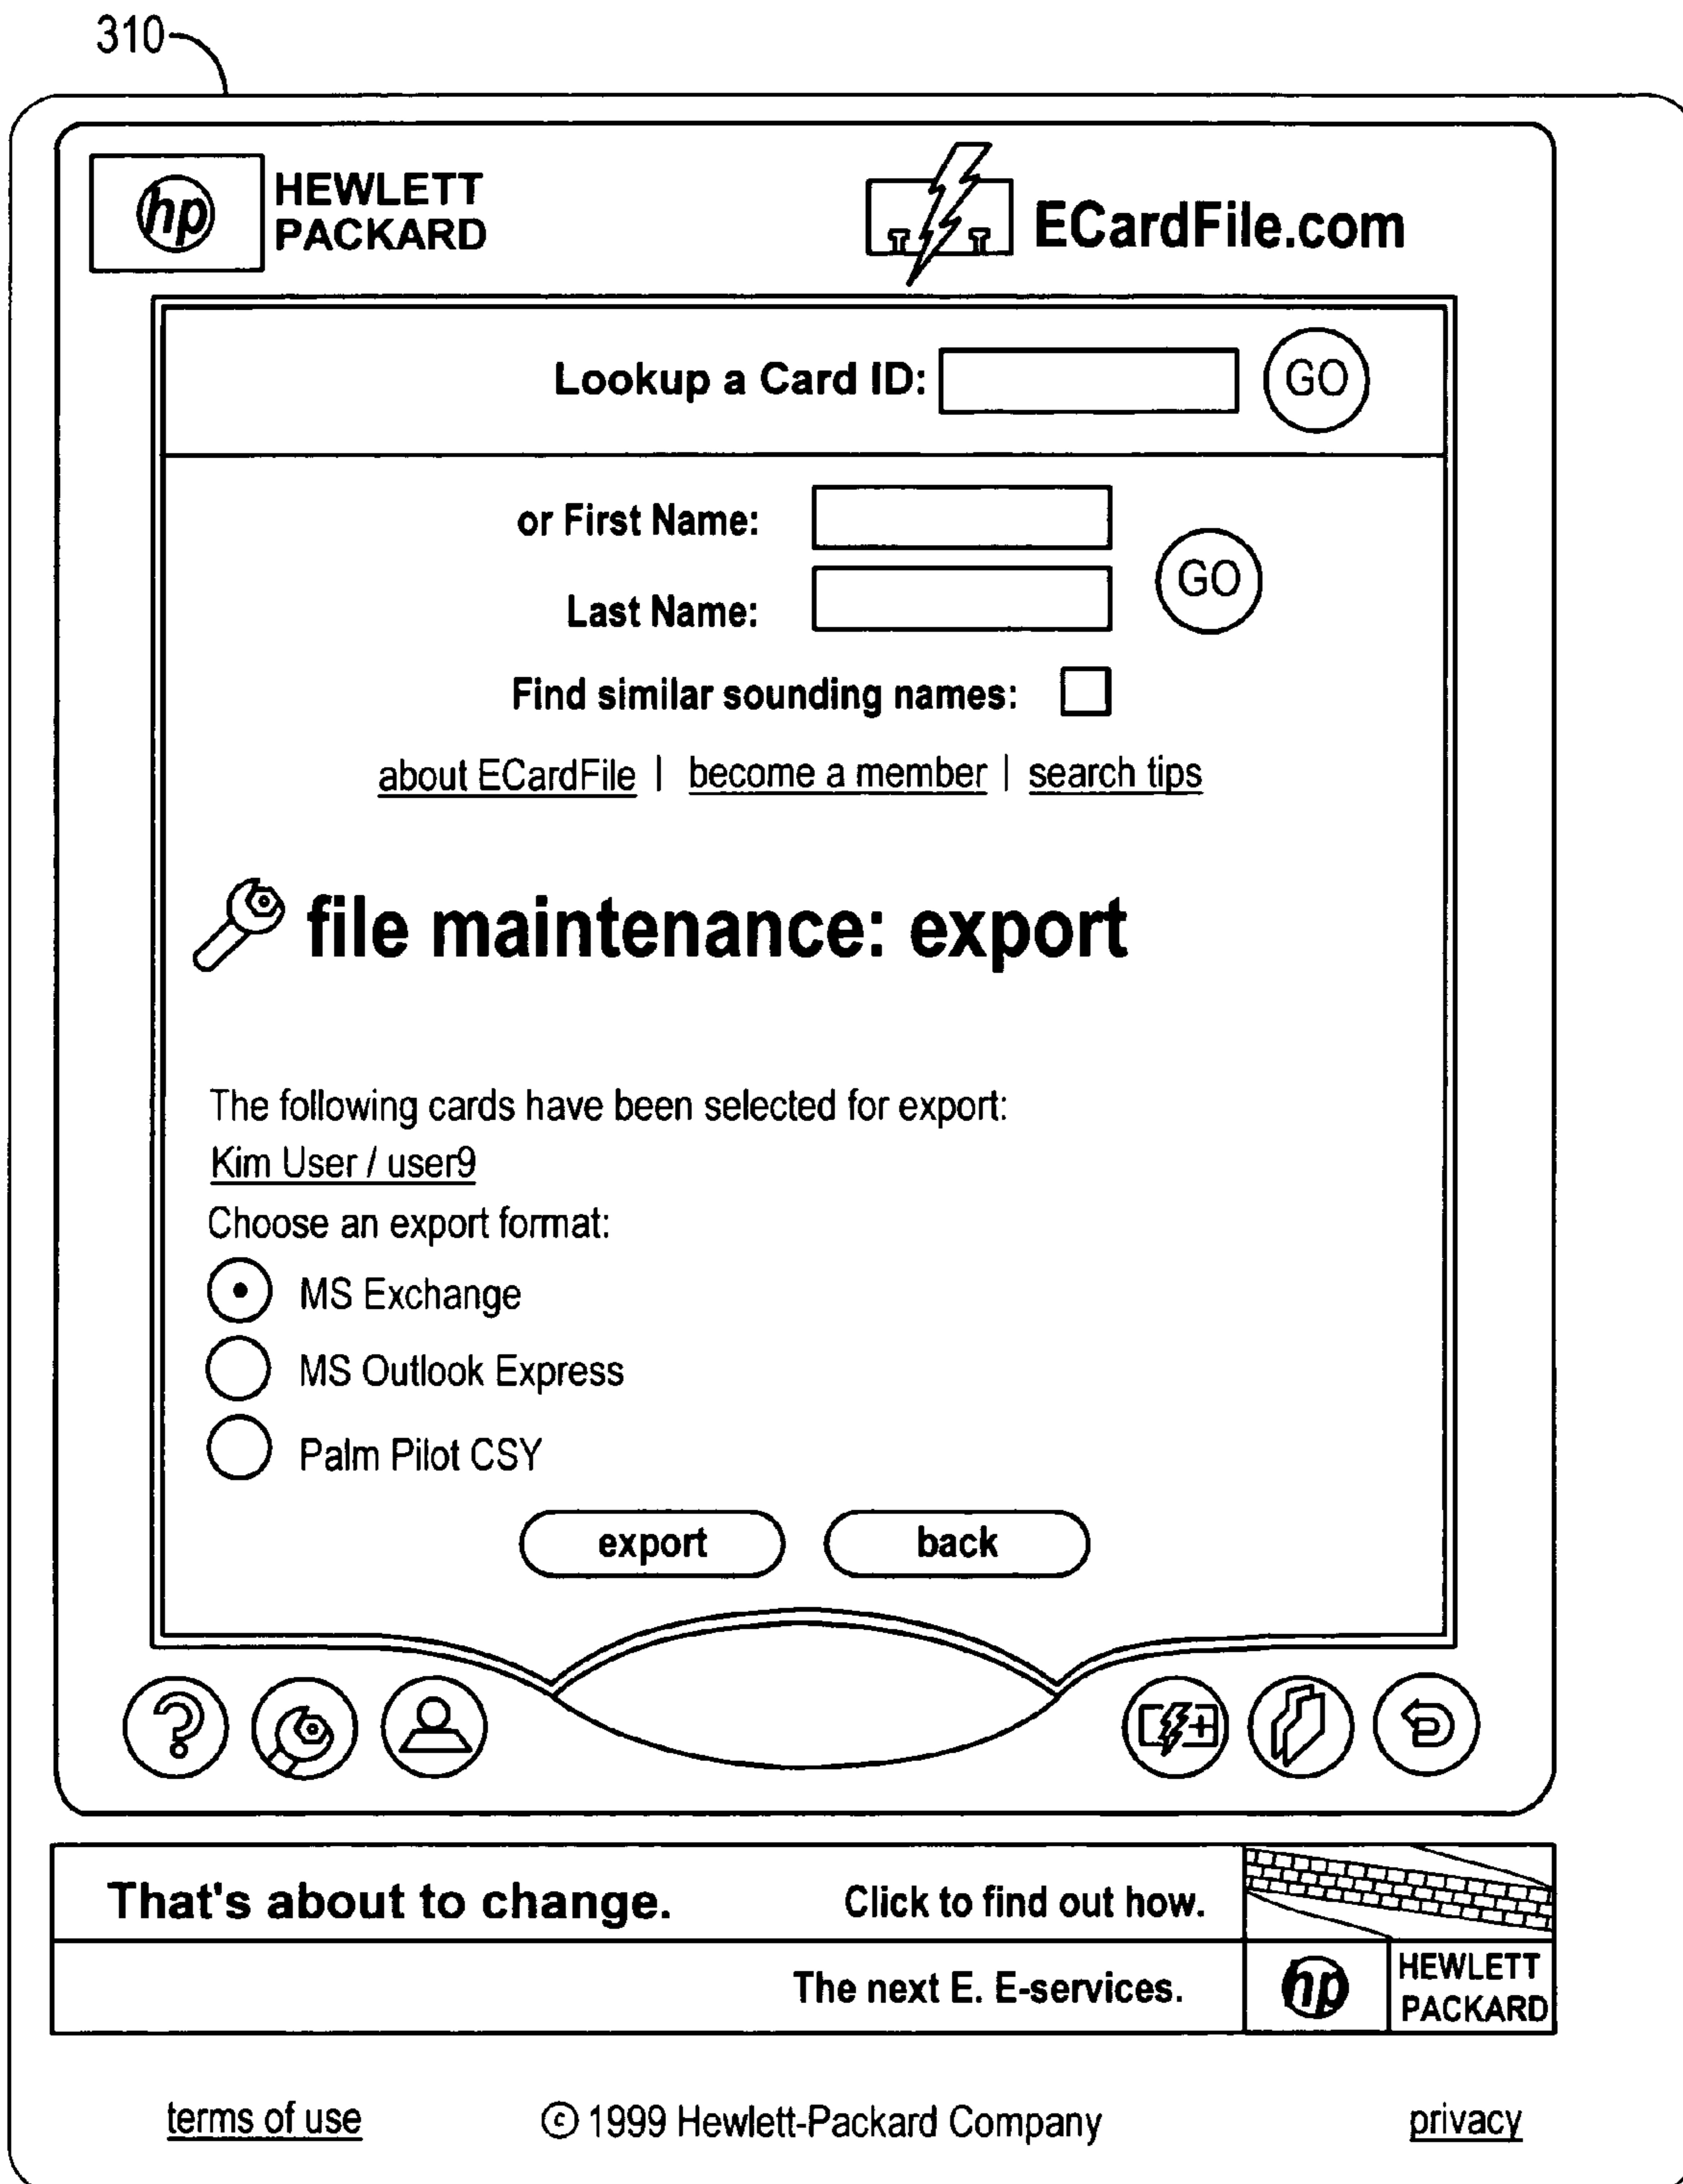 310
hp HEWLETT
PACKARD
ECardFile.com
Lookup a Card ID: GO
or First Name:
GO
Last Name:
Find similar sounding names:
about ECardFile | become a member | search tips
file maintenance: export
The following cards have been selected for export:
Kim User / user9
Choose an export format:
MS Exchange
MS Outlook Express
Palm Pilot CSY
export back
?
That's about to change. Click to find out how.
The next E. E-services. hp HEWLETT
PACKARD
terms of use © 1999 Hewlett-Packard Company privacy